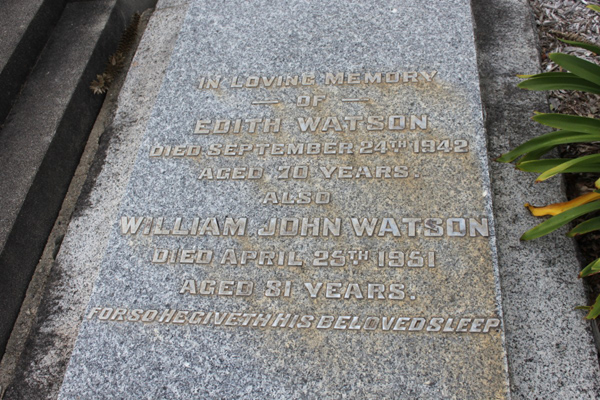 IN LOVING MEMORY
— OF —
EDITH WATSON
DIED SEPTEMBER 24TH 1942
AGED 70 YEARS.
ALSO
WILLIAM JOHN WATSON
DIED APRIL 25TH 1951
AGED 81 YEARS.
FOR SO HE GIVETH HIS BELOVED SLEEP